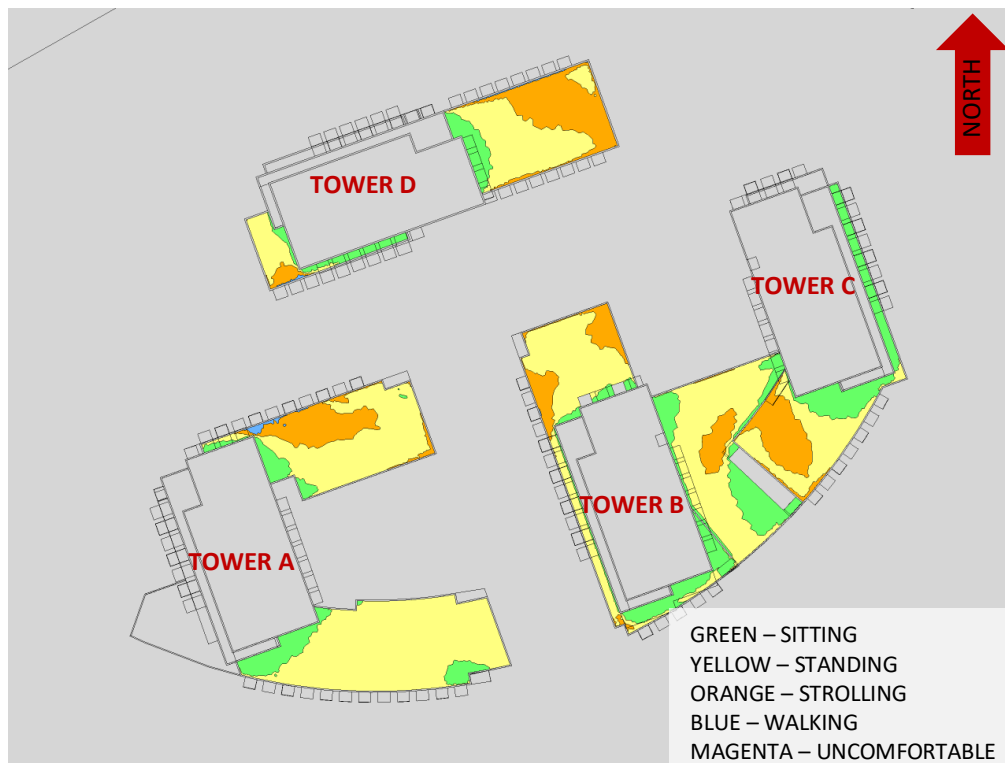 NORTH
TOWER D
TOWER C
TOWER B
TOWER A
GREEN – SITTING
YELLOW – STANDING
ORANGE – STROLLING
BLUE – WALKING
MAGENTA – UNCOMFORTABLE